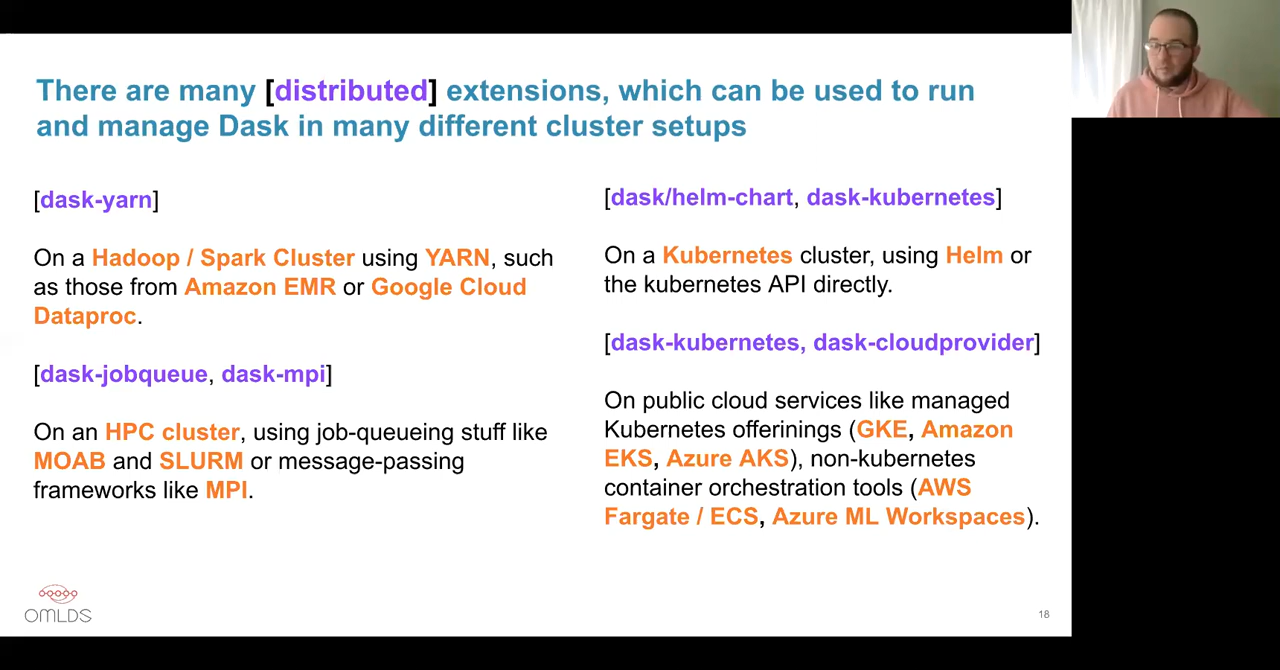 There are many [distributed] extensions, which can be used to run
and manage Dask in many different cluster setups
[dask-yarn]
On a Hadoop / Spark Cluster using YARN, such
as those from Amazon EMR or Google Cloud
Dataproc.
[dask-jobqueue, dask-mpi]
On an HPC cluster, using job-queueing stuff like
MOAB and SLURM or message-passing
frameworks like MPI.
[dask/helm-chart, dask-kubernetes]
On a Kubernetes cluster, using Helm or
the kubernetes API directly.
[dask-kubernetes, dask-cloudprovider]
On public cloud services like managed
Kubernetes offerinings (GKE, Amazon
EKS, Azure AKS), non-kubernetes
container orchestration tools (AWS
Fargate / ECS, Azure ML Workspaces).
OMLDS
18